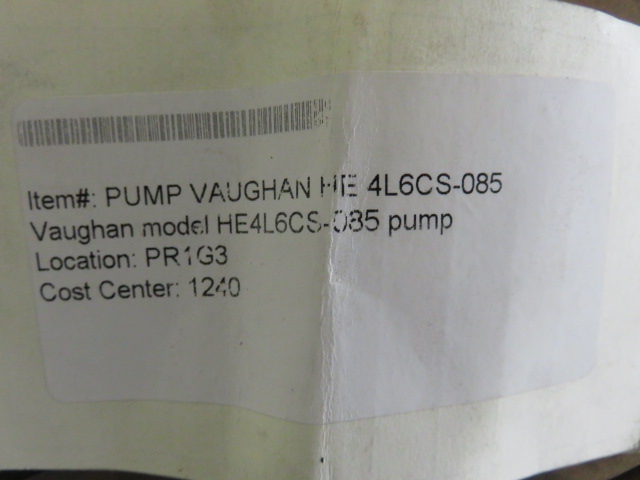 Item#: PUMP VAUGHAN HE 4L6CS-085
Vaughan model HE4L6CS-085 pump
Location: PR1G3
Cost Center: 1240